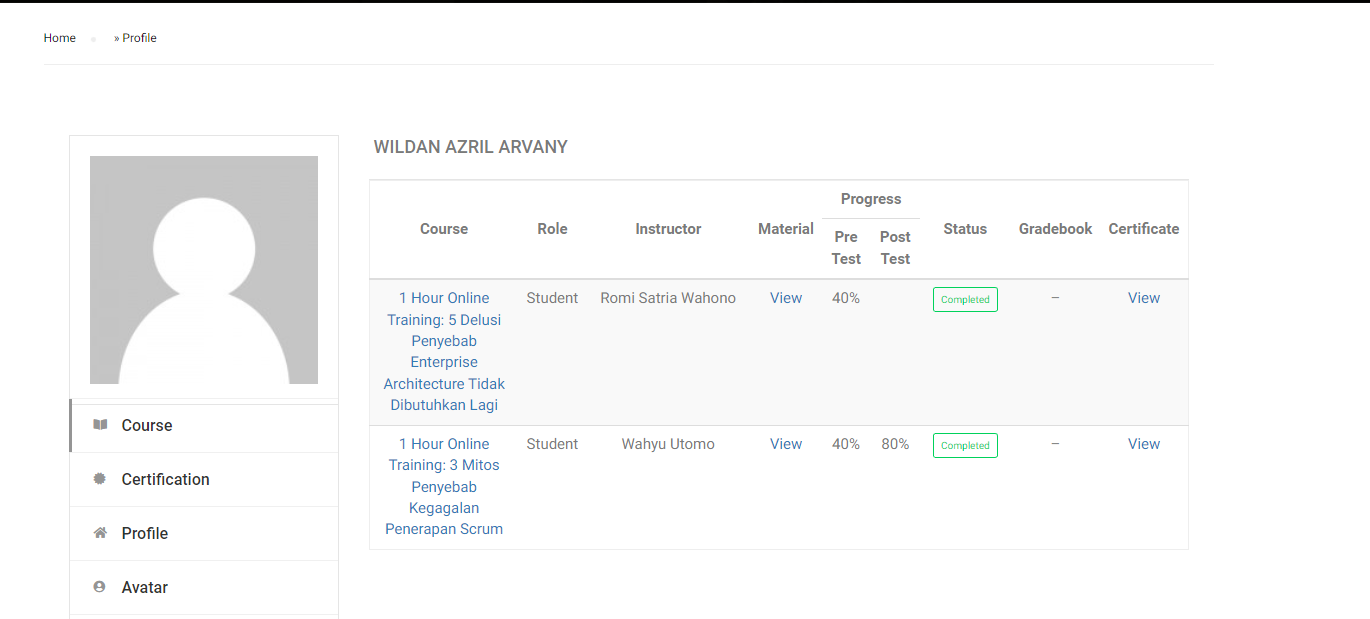 Home
» Profile
WILDAN AZRIL ARVANY
Course Role Instructor Material Progress Status Gradebook Certificate
Pre Test Post Test
1 Hour Online Student Romi Satria Wahono View 40% Completed – View
Training: 5 Delusi
Penyebab
Enterprise
Architecture Tidak
Dibutuhkan Lagi
1 Hour Online Student Wahyu Utomo View 40% 80% Completed – View
Training: 3 Mitos
Penyebab
Kegagalan
Penerapan Scrum
Course
Certification
Profile
Avatar